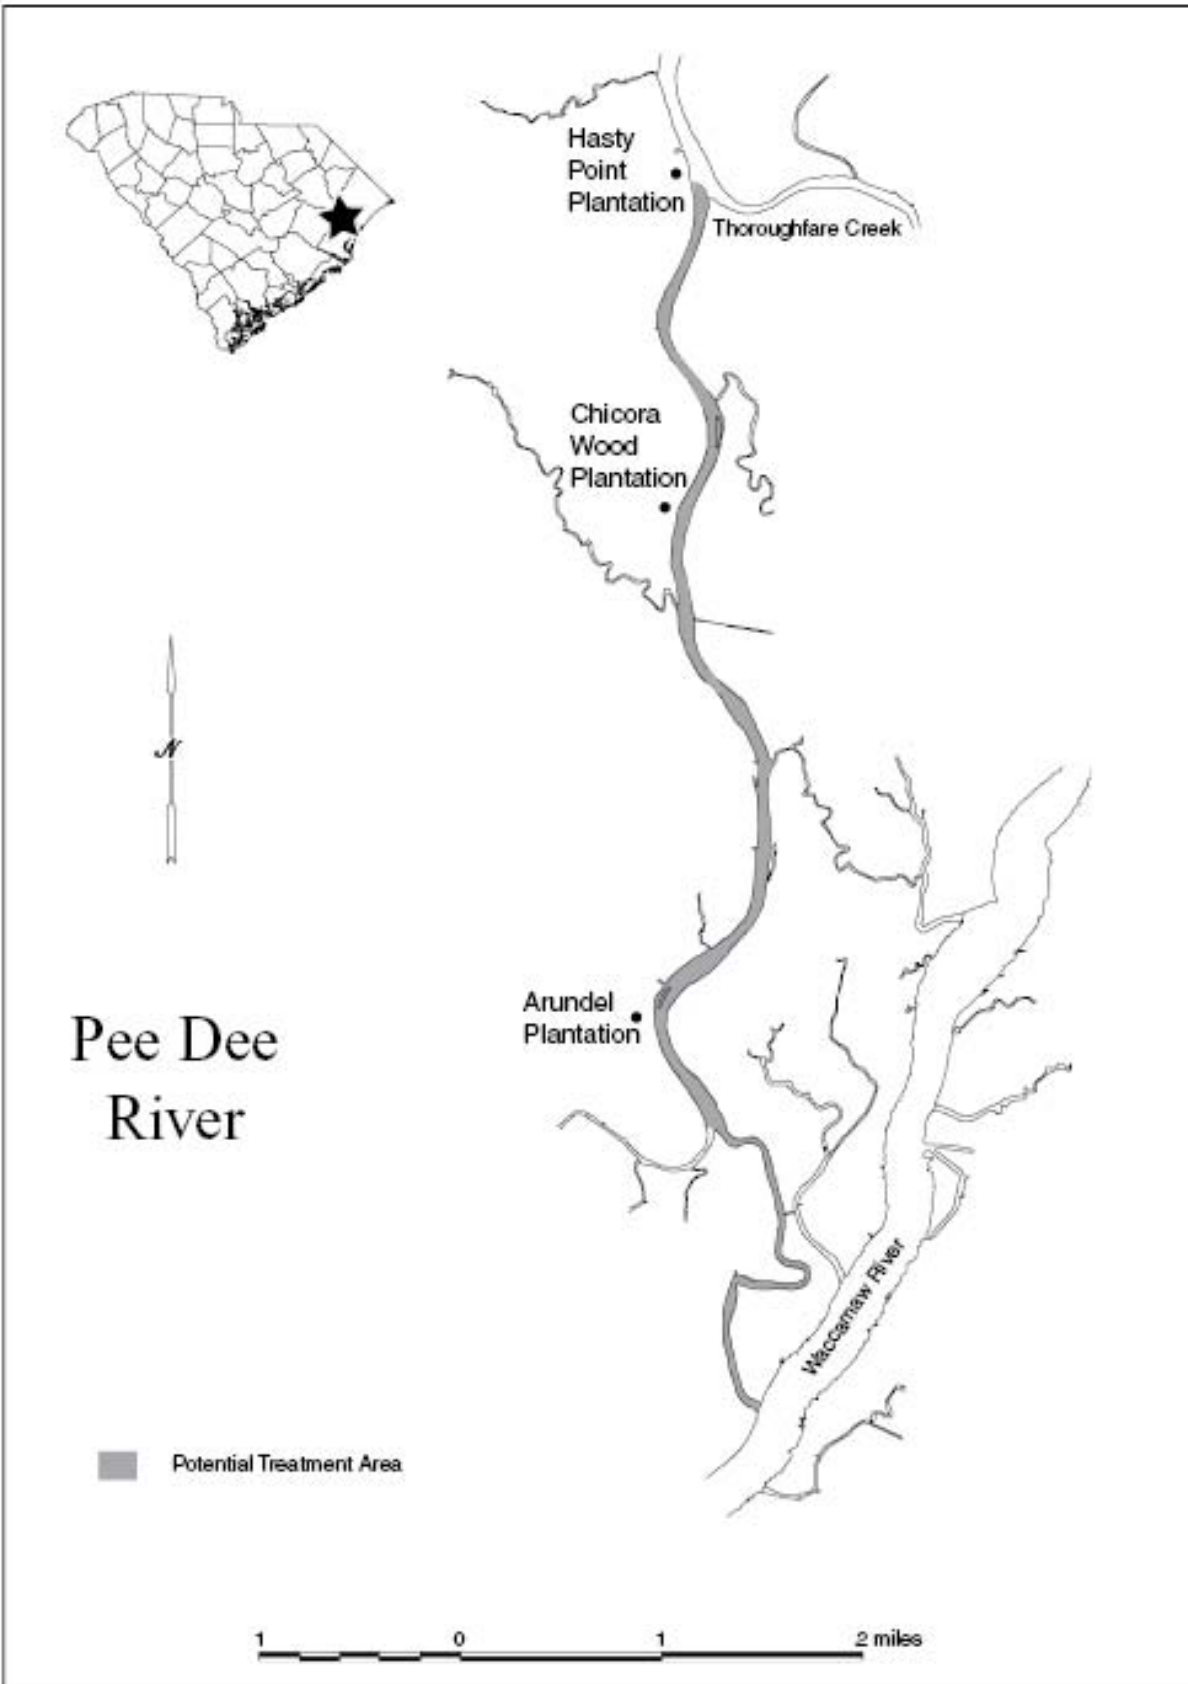 Hasty
Point
Plantation
Thoroughfare Creek
Chicora
Wood
Plantation
N
Arundel
Plantation
Pee Dee
River
Waccamaw River
Potential Treatment Area
1 0 1 2 miles